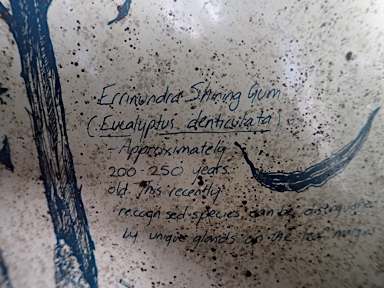 Errinundra Shining Gum
(Eucalyptus denticulata)
- Approximately
200-250 years
old. This recently
recognised species can be distinguished
by unique glands on the leaf margins